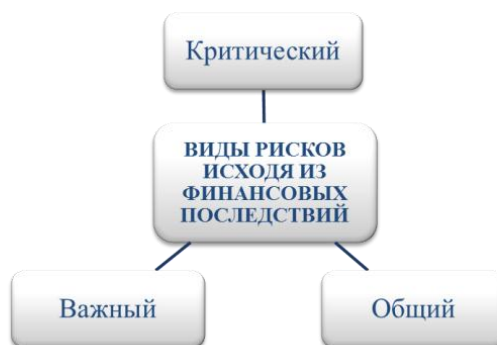 Критический
ВИДЫ РИСКОВ
ИСХОДЯ ИЗ
ФИНАНСОВЫХ
ПОСЛЕДСТВИЙ
Важный
Общий